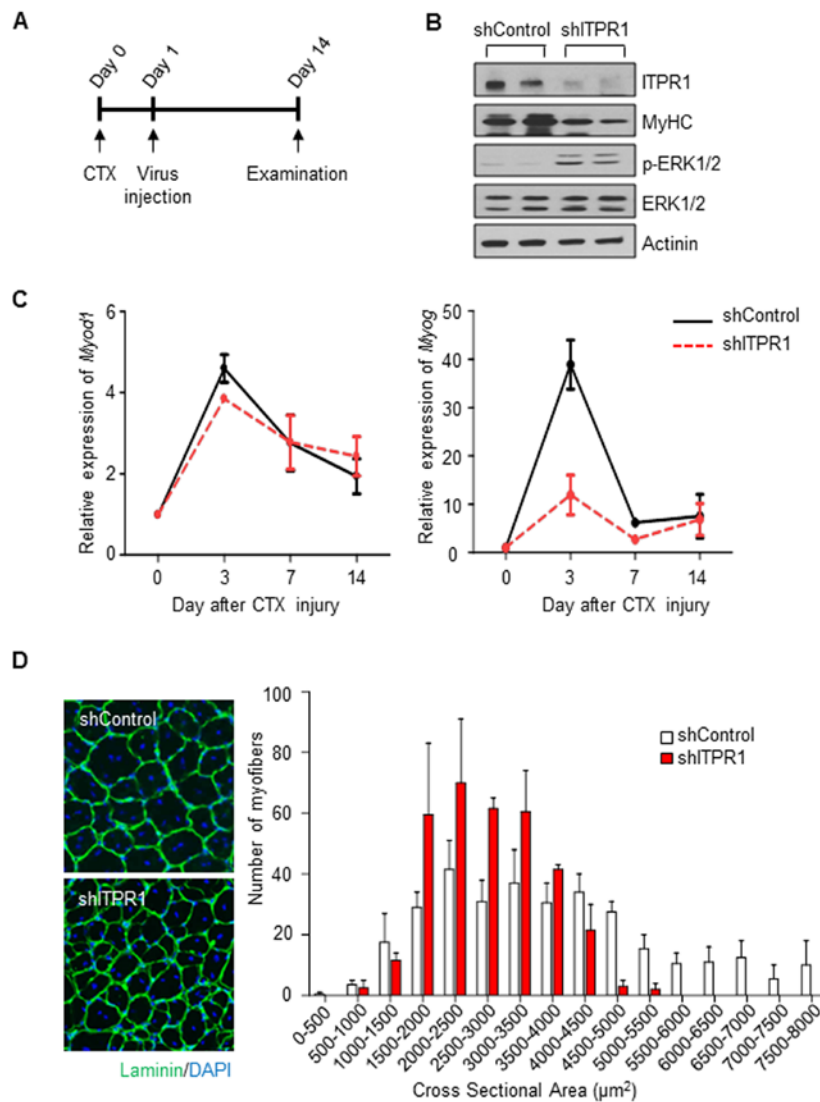 A
Day 0
Day 1
Day 14
CTX
Virus
injection
Examination
B
shControl
shITPR1
ITPR1
MyHC
p-ERK1/2
ERK1/2
Actinin
C
Relative expression of Myod1
6
4
2
0
0
3
7
14
Day after CTX injury
Relative expression of Myog
50
40
30
20
10
0
0
3
7
14
Day after CTX injury
shControl
shITPR1
D
shControl
shITPR1
Laminin/DAPI
Number of myofibers
100
80
60
40
20
0
shControl
shITPR1
0-500
500-1000
1000-1500
1500-2000
2000-2500
2500-3000
3000-3500
3500-4000
4000-4500
4500-5000
5000-5500
5500-6000
6000-6500
6500-7000
7000-7500
7500-8000
Cross Sectional Area (µm²)